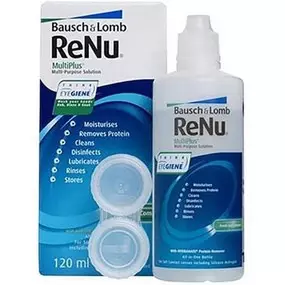 Bausch & Lomb
ReNu®
MultiPlus®
Multi-Purpose Solution
THINK
EYEGIENE
Moisturises
Removes Protein
Cleans
Disinfects
Lubricates
Rinses
Stores
120 ml
Bausch & Lomb
ReNu®
MultiPlus®
Multi-Purpose Solution
THINK
EYEGIENE
Moisturises
Removes Protein
Cleans
Disinfects
Lubricates
Rinses
Stores